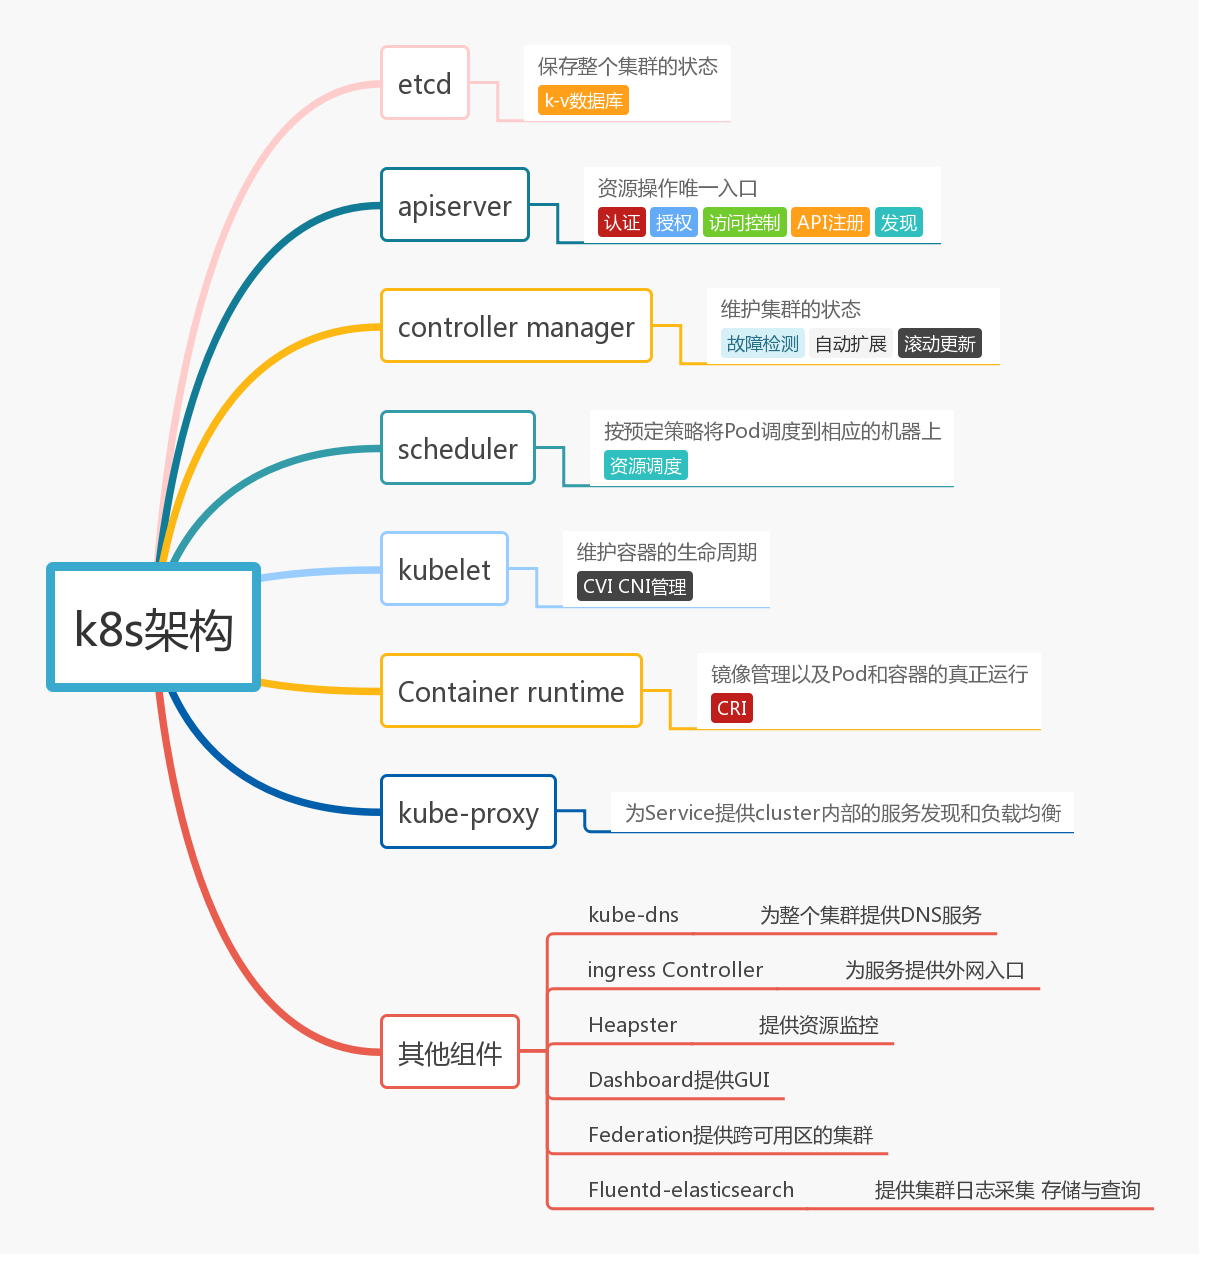 etcd
保存整个集群的状态
k-v数据库
apiserver
资源操作唯一入口
认证 授权 访问控制 API注册 发现
controller manager
维护集群的状态
故障检测 自动扩展 滚动更新
scheduler
按预定策略将Pod调度到相应的机器上
资源调度
kubelet
维护容器的生命周期
CVI CNI管理
k8s架构
Container runtime
镜像管理以及Pod和容器的真正运行
CRI
kube-proxy
为Service提供cluster内部的服务发现和负载均衡
其他组件
kube-dns 为整个集群提供DNS服务
ingress Controller 为服务提供外网入口
Heapster 提供资源监控
Dashboard提供GUI
Federation提供跨可用区的集群
Fluentd-elasticsearch 提供集群日志采集 存储与查询